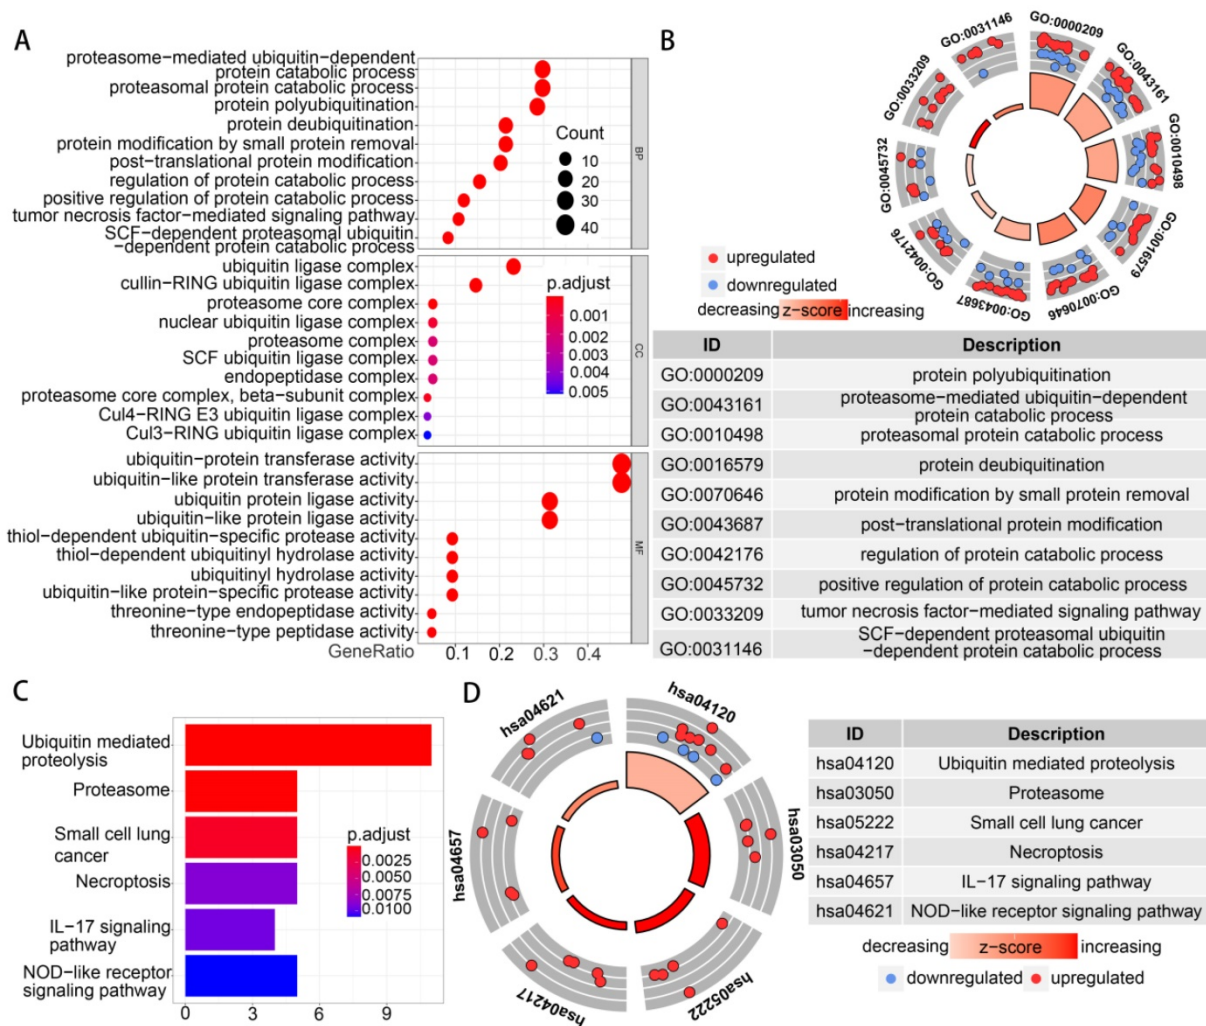 A
proteasome−mediated ubiquitin−dependent
protein catabolic process
proteasomal protein catabolic process
protein polyubiquitination
protein deubiquitination
protein modification by small protein removal
post−translational protein modification
regulation of protein catabolic process
positive regulation of protein catabolic process
tumor necrosis factor−mediated signaling pathway
SCF−dependent proteasomal ubiquitin
−dependent protein catabolic process
BP
Count
10
20
30
40
ubiquitin ligase complex
cullin−RING ubiquitin ligase complex
proteasome core complex
nuclear ubiquitin ligase complex
proteasome complex
SCF ubiquitin ligase complex
endopeptidase complex
proteasome core complex, beta−subunit complex
Cul4−RING E3 ubiquitin ligase complex
Cul3−RING ubiquitin ligase complex
CC
p.adjust
0.001
0.002
0.003
0.004
0.005
ubiquitin−protein transferase activity
ubiquitin−like protein transferase activity
ubiquitin protein ligase activity
ubiquitin−like protein ligase activity
thiol−dependent ubiquitin−specific protease activity
thiol−dependent ubiquitinyl hydrolase activity
ubiquitinyl hydrolase activity
ubiquitin−like protein−specific protease activity
threonine−type endopeptidase activity
threonine−type peptidase activity
MF
GeneRatio 0.1 0.2 0.3 0.4
B
GO:0000209
GO:0043161
GO:0010498
GO:0016579
GO:0070646
GO:0043687
GO:0042176
GO:0045732
GO:0033209
GO:0031146
upregulated
downregulated
decreasing z−score increasing
ID Description
GO:0000209 protein polyubiquitination
GO:0043161 proteasome−mediated ubiquitin−dependent
protein catabolic process
GO:0010498 proteasomal protein catabolic process
GO:0016579 protein deubiquitination
GO:0070646 protein modification by small protein removal
GO:0043687 post−translational protein modification
GO:0042176 regulation of protein catabolic process
GO:0045732 positive regulation of protein catabolic process
GO:0033209 tumor necrosis factor−mediated signaling pathway
GO:0031146 SCF−dependent proteasomal ubiquitin
−dependent protein catabolic process
C
Ubiquitin mediated
proteolysis
Proteasome
Small cell lung
cancer
Necroptosis
IL−17 signaling
pathway
NOD−like receptor
signaling pathway
p.adjust
0.0025
0.0050
0.0075
0.0100
0 3 6 9
D
hsa04120
hsa03050
hsa05222
hsa04217
hsa04657
hsa04621
ID Description
hsa04120 Ubiquitin mediated proteolysis
hsa03050 Proteasome
hsa05222 Small cell lung cancer
hsa04217 Necroptosis
hsa04657 IL−17 signaling pathway
hsa04621 NOD−like receptor signaling pathway
decreasing z−score increasing
downregulated upregulated